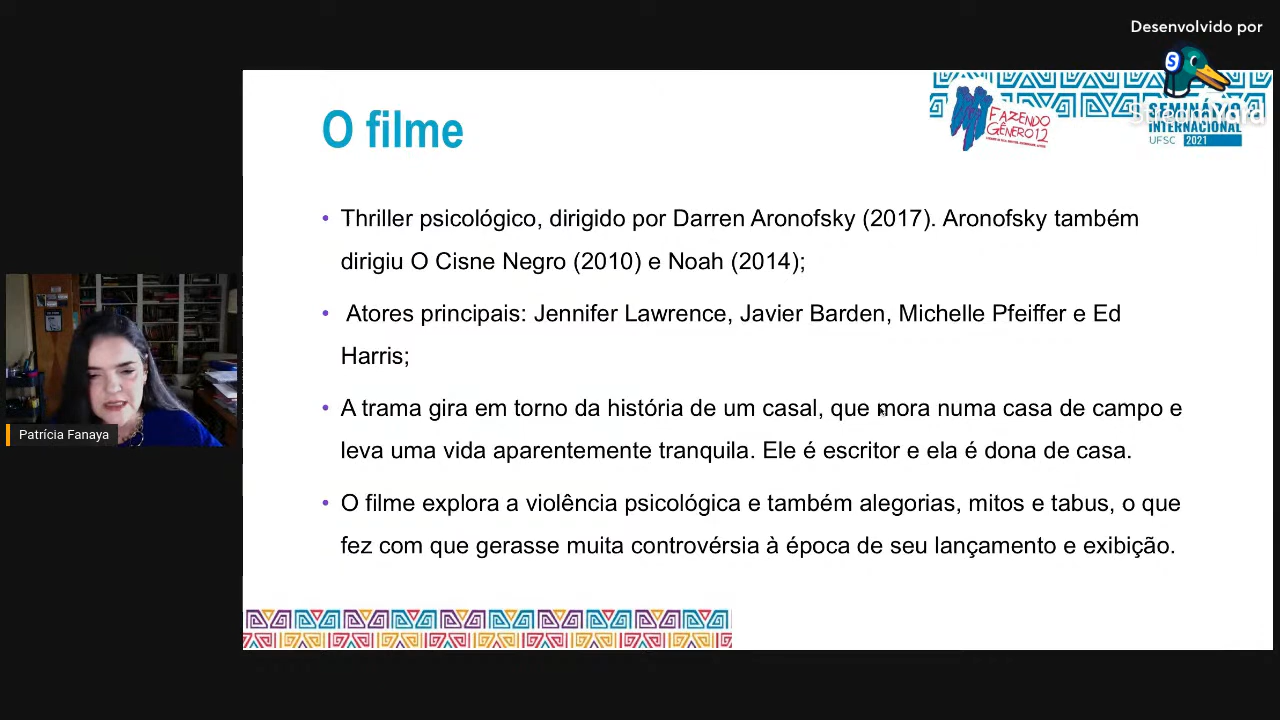 Desenvolvido por
StreamYard
O filme
FAZENDO
GÊNERO 12
SEMINÁRIO
INTERNACIONAL
UFSC 2021
• Thriller psicológico, dirigido por Darren Aronofsky (2017). Aronofsky também
dirigiu O Cisne Negro (2010) e Noah (2014);
• Atores principais: Jennifer Lawrence, Javier Barden, Michelle Pfeiffer e Ed
Harris;
• A trama gira em torno da história de um casal, que mora numa casa de campo e
leva uma vida aparentemente tranquila. Ele é escritor e ela é dona de casa.
• O filme explora a violência psicológica e também alegorias, mitos e tabus, o que
fez com que gerasse muita controvérsia à época de seu lançamento e exibição.
Patrícia Fanaya